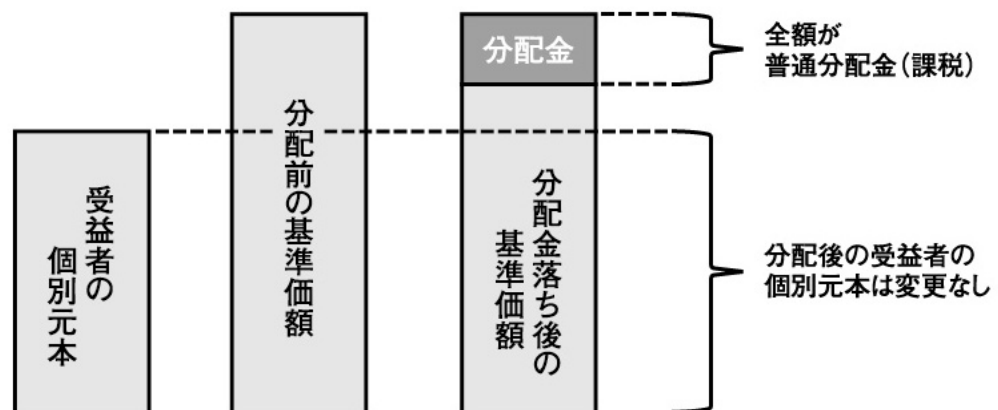 受益者の
個別元本
分配前の基準価額
分配金
分配金落ち後の
基準価額
全額が
普通分配金（課税）
分配後の受益者の
個別元本は変更なし